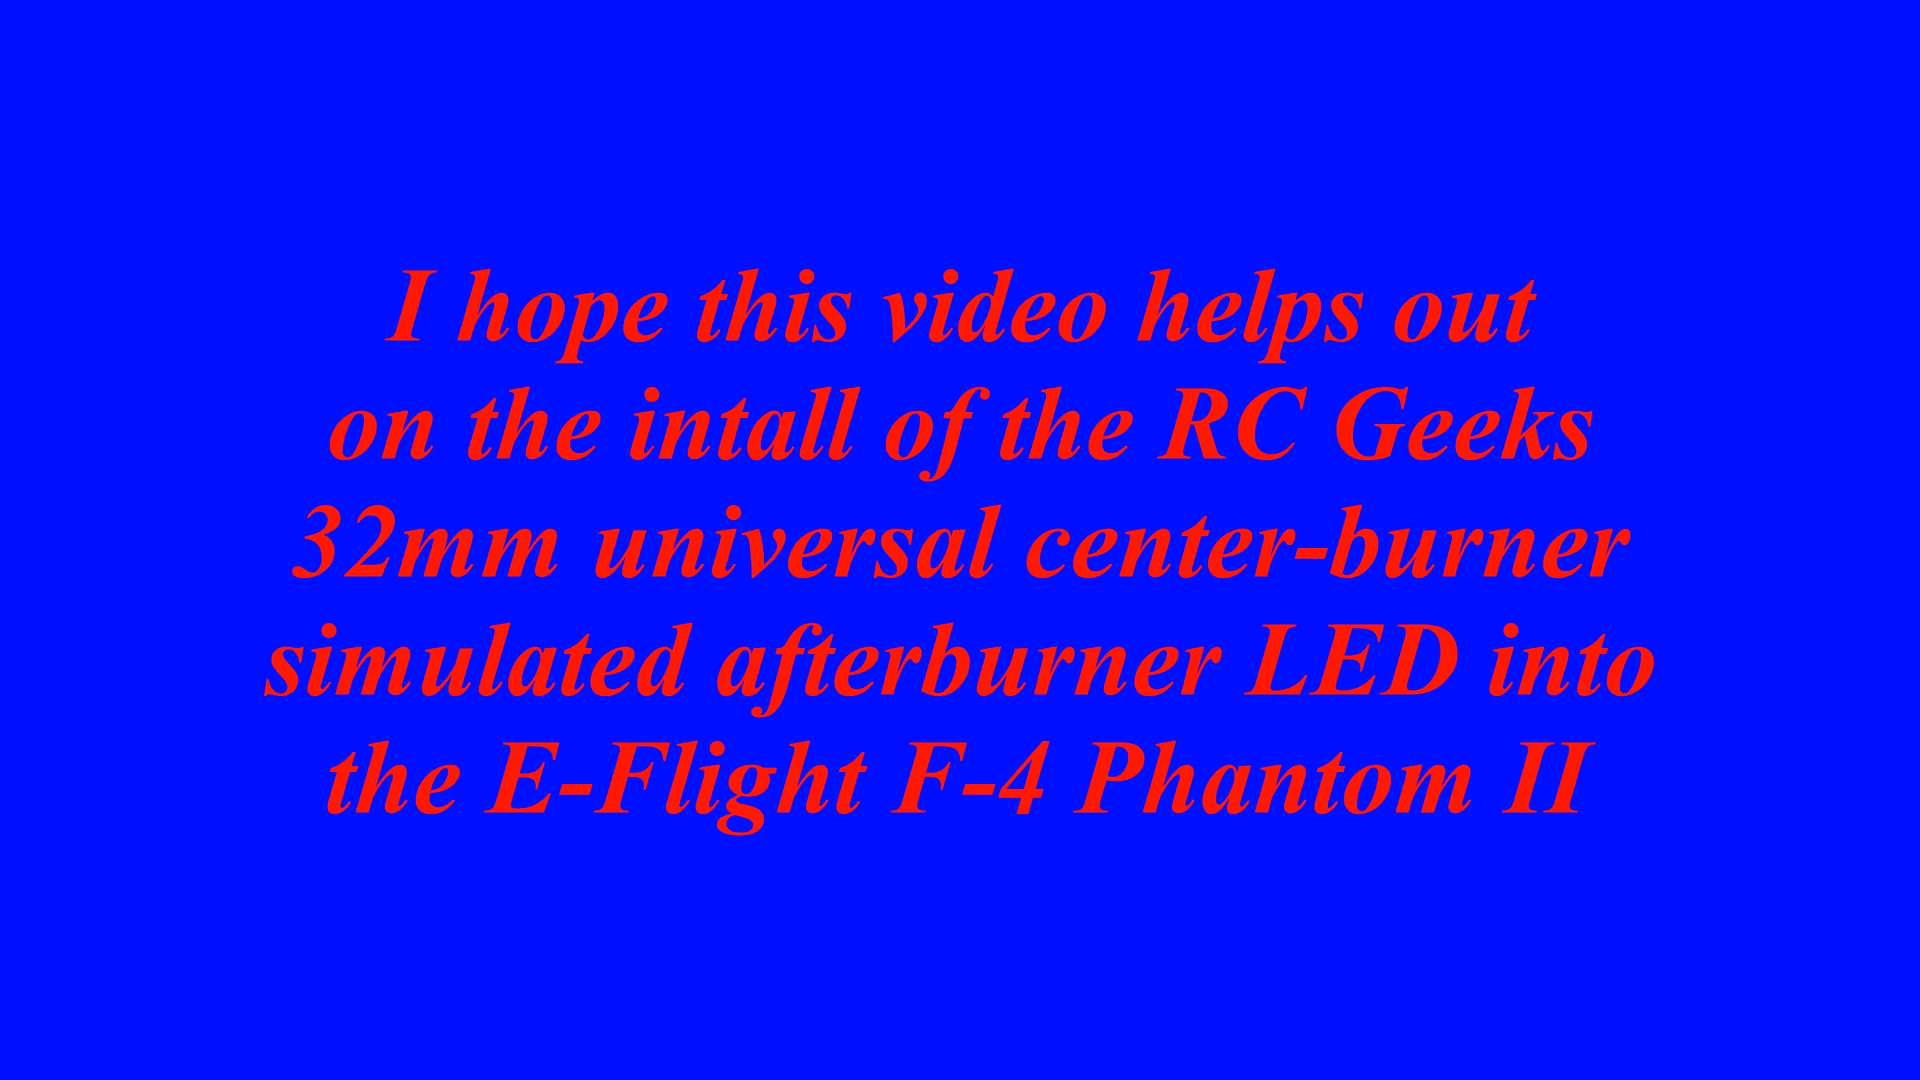 I hope this video helps out
on the intall of the RC Geeks
32mm universal center-burner
simulated afterburner LED into
the E-Flight F-4 Phantom II